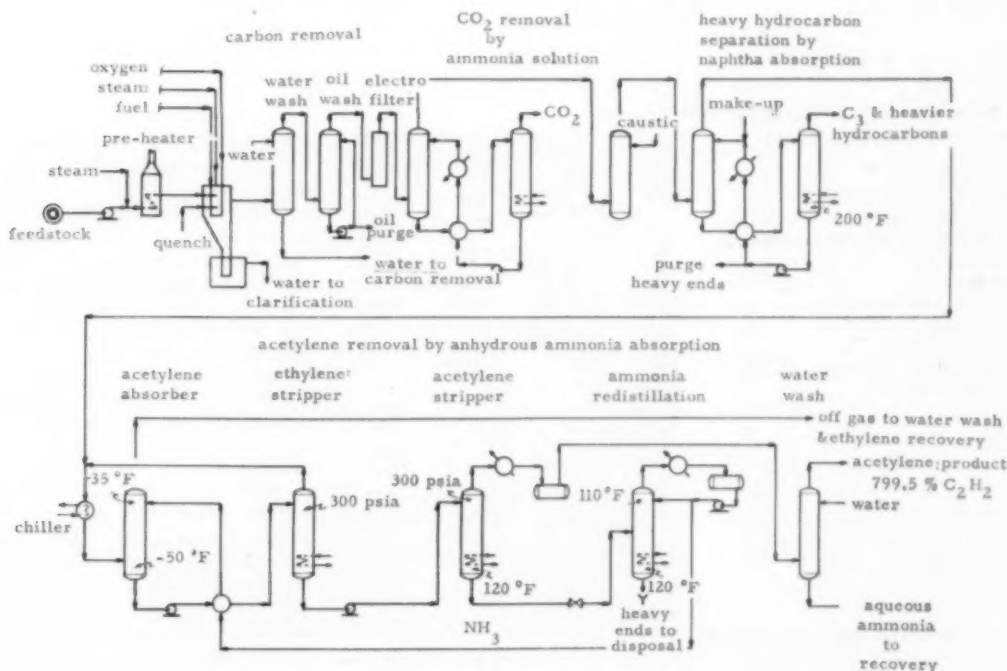 carbon removal
CO2 removal
by
ammonia solution
heavy hydrocarbon
separation by
naphtha absorption
oxygen
steam
fuel
pre-heater
steam
feedstock
quench
water
wash
oil
wash
electro
filter
water
oil
purge
water to
carbon removal
water to
clarification
CO2
caustic
make-up
C3 & heavier
hydrocarbons
200 °F
purge
heavy ends
acetylene removal by anhydrous ammonia absorption
acetylene
absorber
ethylene
stripper
acetylene
stripper
ammonia
redistillation
water
wash
off gas to water wash
&ethylene recovery
-35 °F
chiller
-50 °F
300 psia
300 psia
120 °F
110°F
120 °F
heavy
ends to
disposal
NH3
acetylene product
799.5 % C2H2
water
aqueous
ammonia
to
recovery